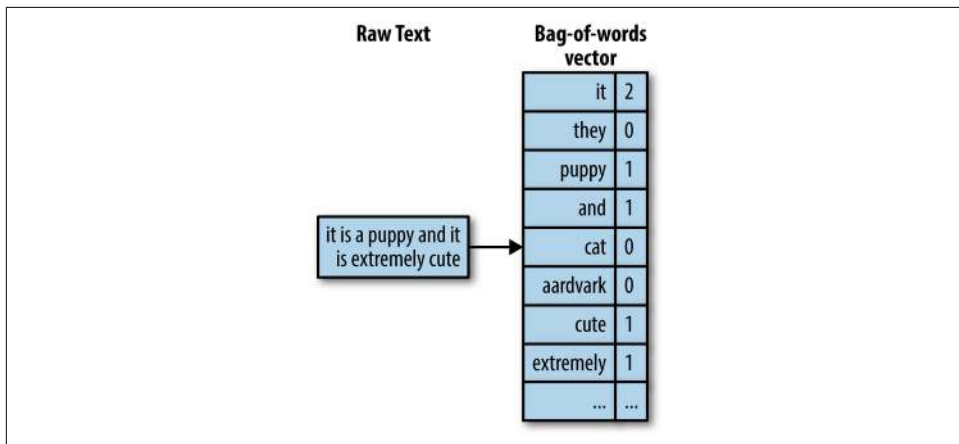 Raw Text
Bag-of-words
vector
it is a puppy and it
is extremely cute
it 2
they 0
puppy 1
and 1
cat 0
aardvark 0
cute 1
extremely 1
... ...